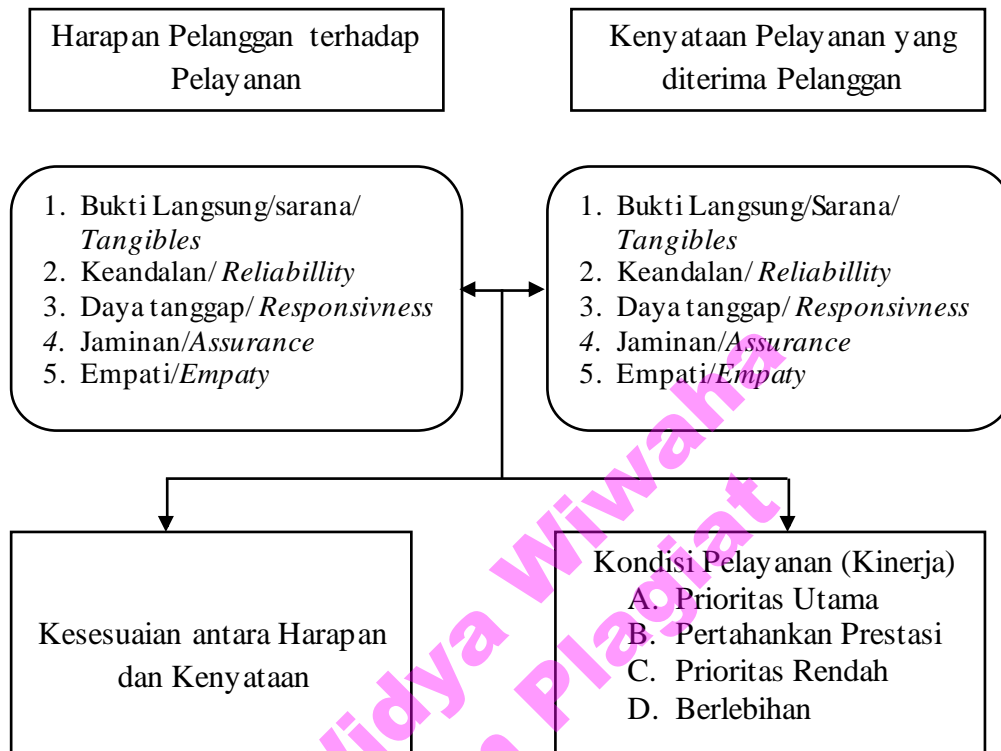 Harapan Pelanggan terhadap
Pelayanan
Kenyataan Pelayanan yang
diterima Pelanggan
1. Bukti Langsung/sarana/
Tangibles
2. Keandalan/ Reliabillity
3. Daya tanggap/ Responsivness
4. Jaminan/Assurance
5. Empati/Empaty
1. Bukti Langsung/Sarana/
Tangibles
2. Keandalan/ Reliabillity
3. Daya tanggap/ Responsivness
4. Jaminan/Assurance
5. Empati/Empaty
Kesesuaian antara Harapan
dan Kenyataan
Kondisi Pelayanan (Kinerja)
A. Prioritas Utama
B. Pertahankan Prestasi
C. Prioritas Rendah
D. Berlebihan
Widya Wiwaha
Plagiat